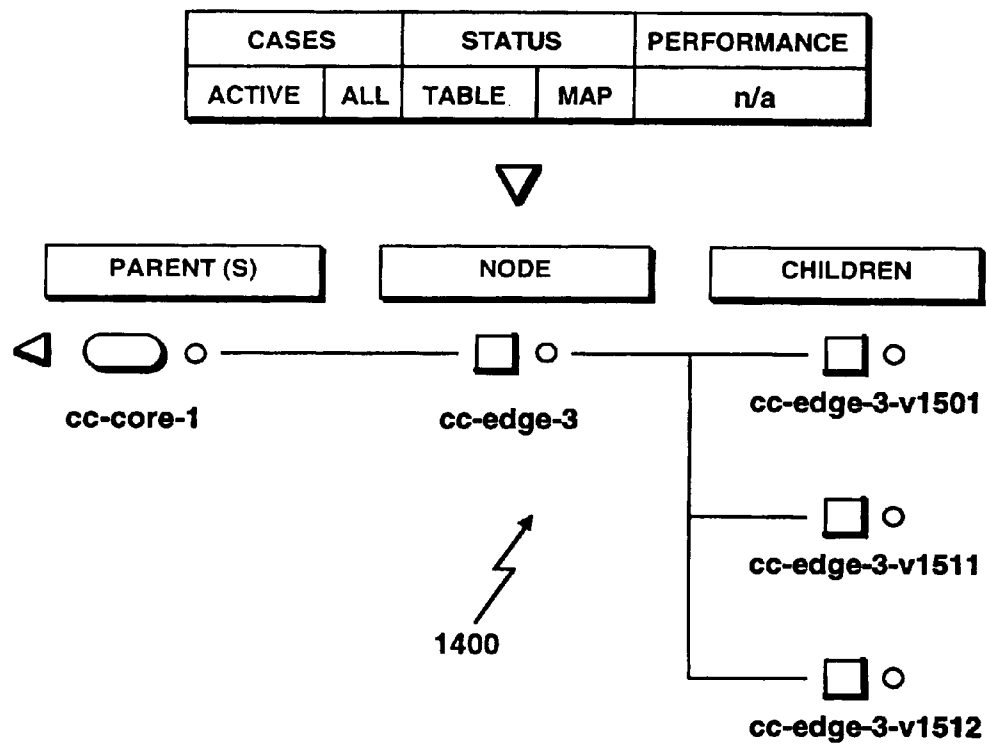 CASES STATUS PERFORMANCE
ACTIVE ALL TABLE MAP n/a
PARENT (S) NODE CHILDREN
cc-core-1 cc-edge-3 cc-edge-3-v1501
cc-edge-3-v1511
1400
cc-edge-3-v1512